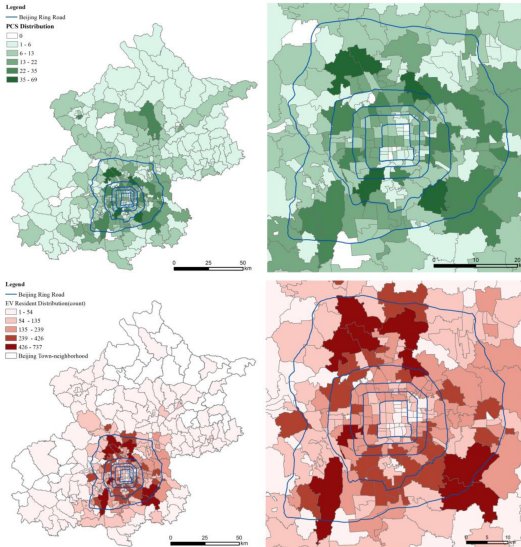 Legend
Beijing Ring Road
PCS Distribution
0
1 - 6
6 - 13
13 - 22
22 - 35
35 - 69
0 25 50
km
0 10 20
km
Legend
Beijing Ring Road
EV Resident Distribution(count)
1 - 54
54 - 135
135 - 239
239 - 426
426 - 737
Beijing Town-neighborhood
0 25 50
km
0 5 10
km